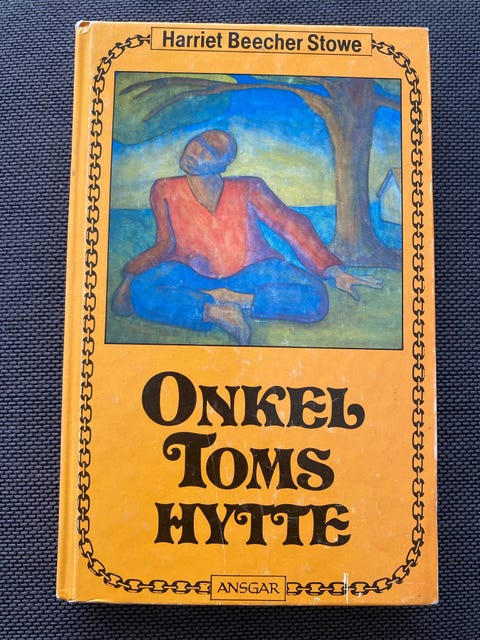 Harriet Beecher Stowe
ONKEL
TOMS
HYTTE
ANSGAR